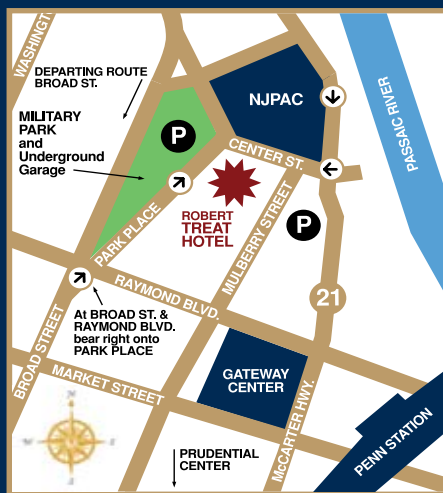 WASHINGT
DEPARTING ROUTE
BROAD ST.
MILITARY
PARK
and
Underground
Garage
P
NJPAC
PASSAIC RIVER
CENTER ST.
ROBERT
TREAT
HOTEL
PARK PLACE
MULBERRY STREET
P
21
RAYMOND BLVD.
At BROAD ST. &
RAYMOND BLVD.
bear right onto
PARK PLACE
BROAD STREET
MARKET STREET
GATEWAY
CENTER
McCARTER HWY.
PENN STATION
PRUDENTIAL
CENTER